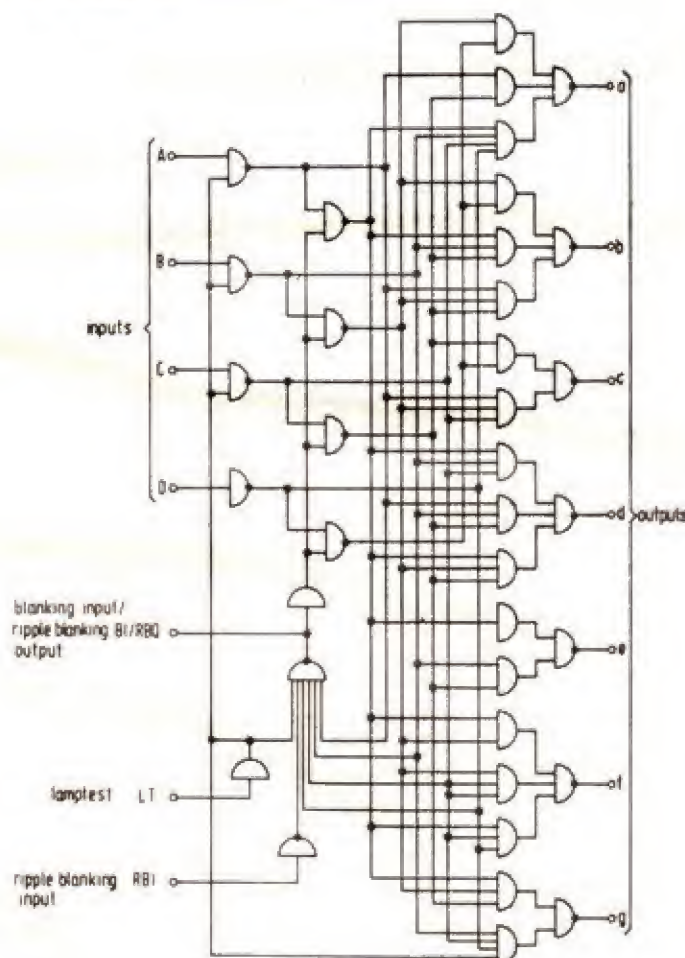 A
B
inputs
C
D
blanking input/
ripple blanking BI/RBO
output
lamptest LT
ripple blanking RBI
input
a
b
c
d
outputs
e
f
g